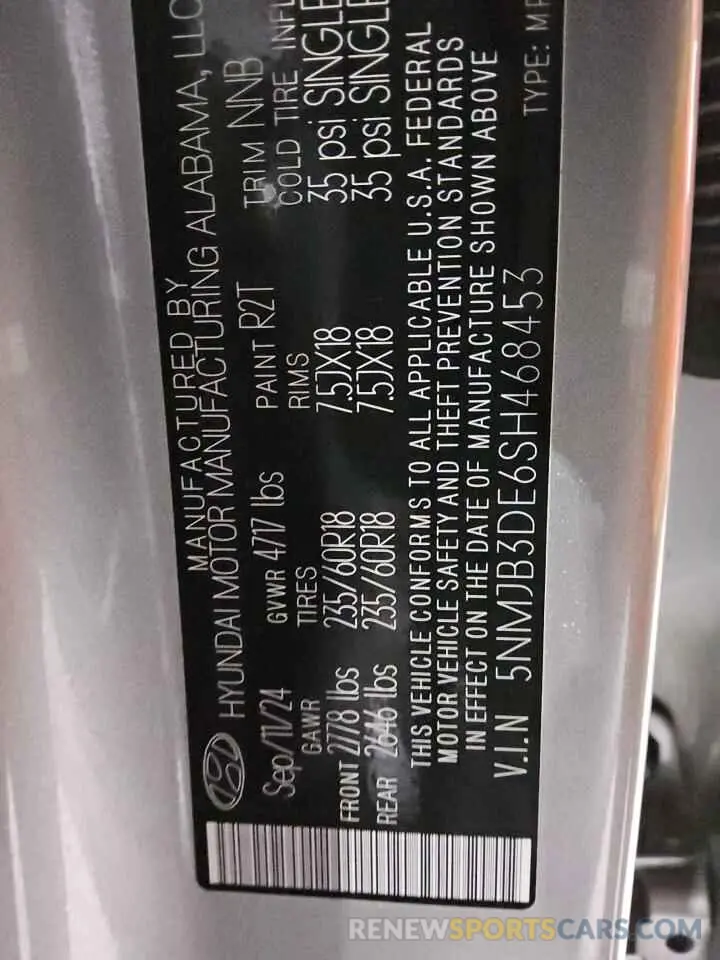 MANUFACTURED BY
HYUNDAI MOTOR MANUFACTURING ALABAMA, LLC
Sep/11/24 GVWR 4717 lbs PAINT R2T TRIM NNB
GAWR TIRES RIMS COLD TIRE INFL
FRONT 2778 lbs 235/60R18 7.5JX18 35 psi SINGLE
REAR 2646 lbs 235/60R18 7.5JX18 35 psi SINGLE
THIS VEHICLE CONFORMS TO ALL APPLICABLE U.S.A. FEDERAL
MOTOR VEHICLE SAFETY AND THEFT PREVENTION STANDARDS
IN EFFECT ON THE DATE OF MANUFACTURE SHOWN ABOVE
V.I.N 5NMJB3DE6SH468453 TYPE:
RENEWSPORTSCARS.COM